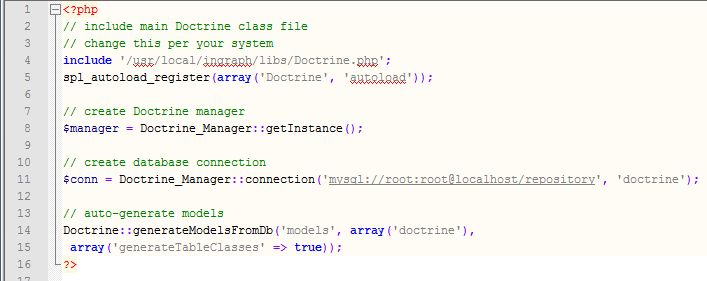 1 <?php
2 // include main Doctrine class file
3 // change this per your system
4 include '/usr/local/ingraph/libs/Doctrine.php';
5 spl_autoload_register(array('Doctrine', 'autoload'));
6
7 // create Doctrine manager
8 $manager = Doctrine_Manager::getInstance();
9
10 // create database connection
11 $conn = Doctrine_Manager::connection('mysql://root:root@localhost/repository', 'doctrine');
12
13 // auto-generate models
14 Doctrine::generateModelsFromDb('models', array('doctrine'),
15 array('generateTableClasses' => true));
16 ?>
17